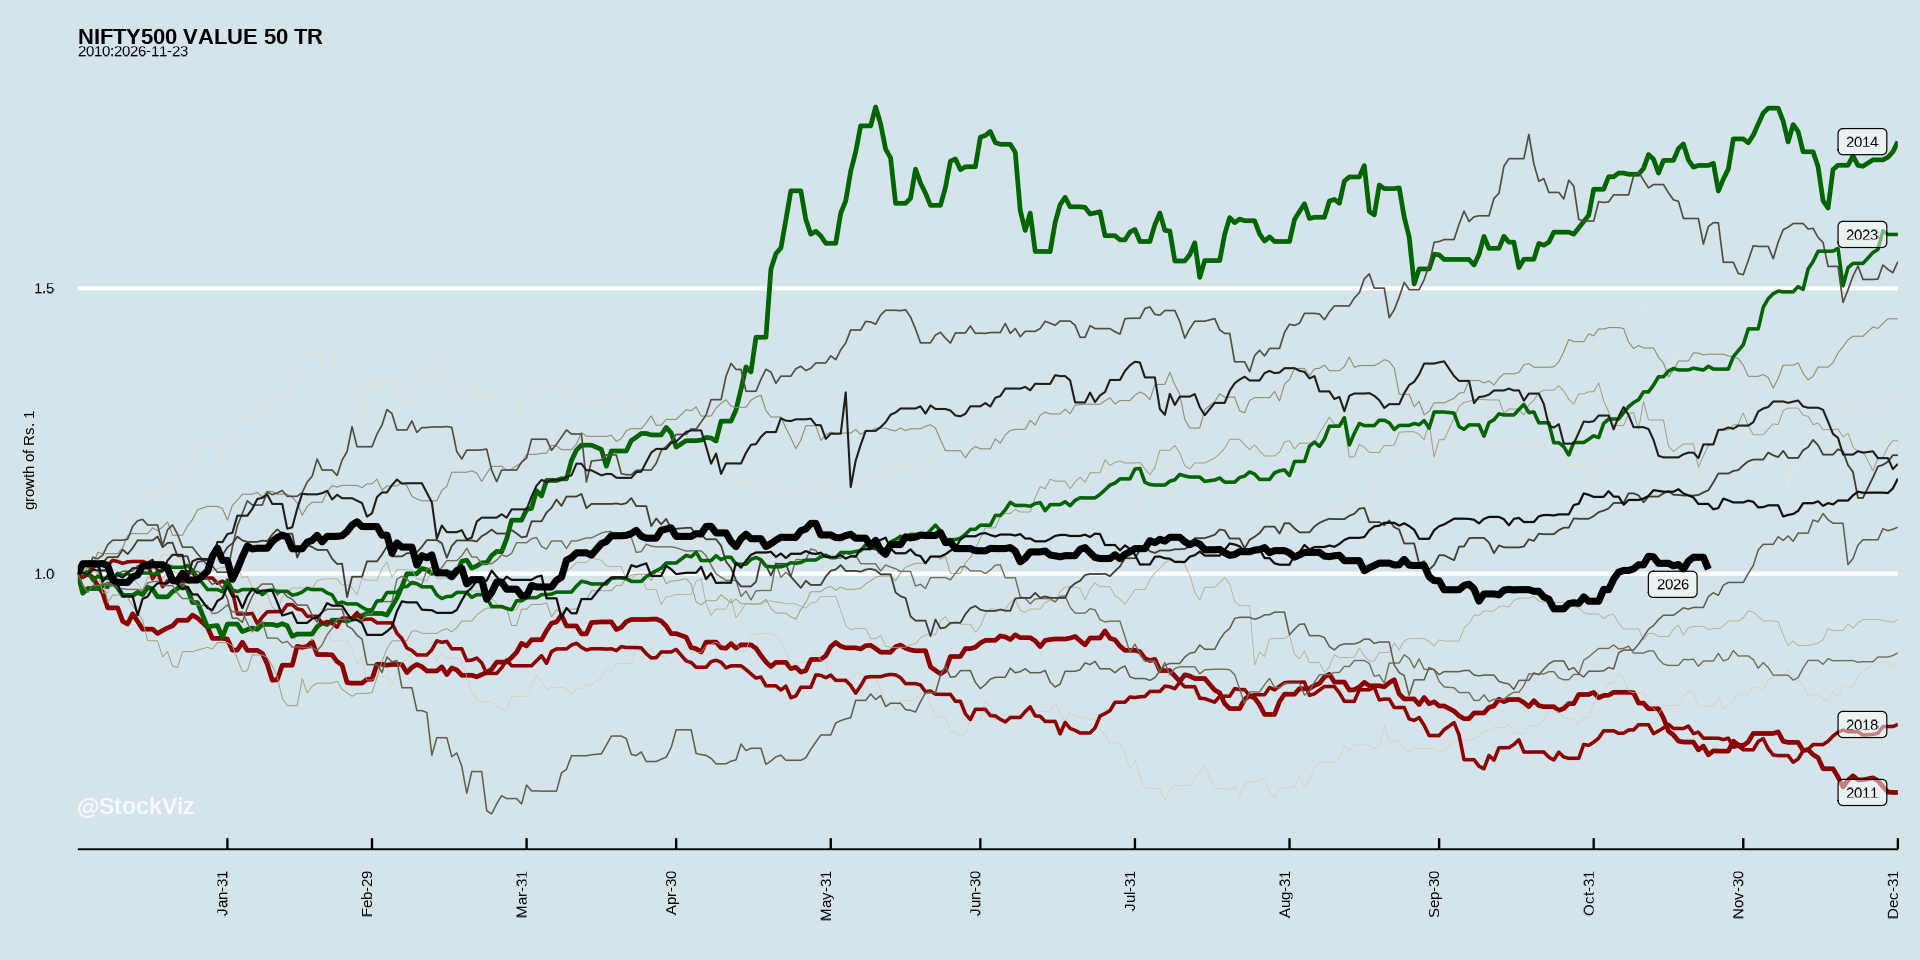 NIFTY500 VALUE 50 TR
2010:2026-11-23
2014
2023
1.5
growth of Rs. 1
1.0
2026
2018
2011
@StockViz
Jan-31
Feb-29
Mar-31
Apr-30
May-31
Jun-30
Jul-31
Aug-31
Sep-30
Oct-31
Nov-30
Dec-31